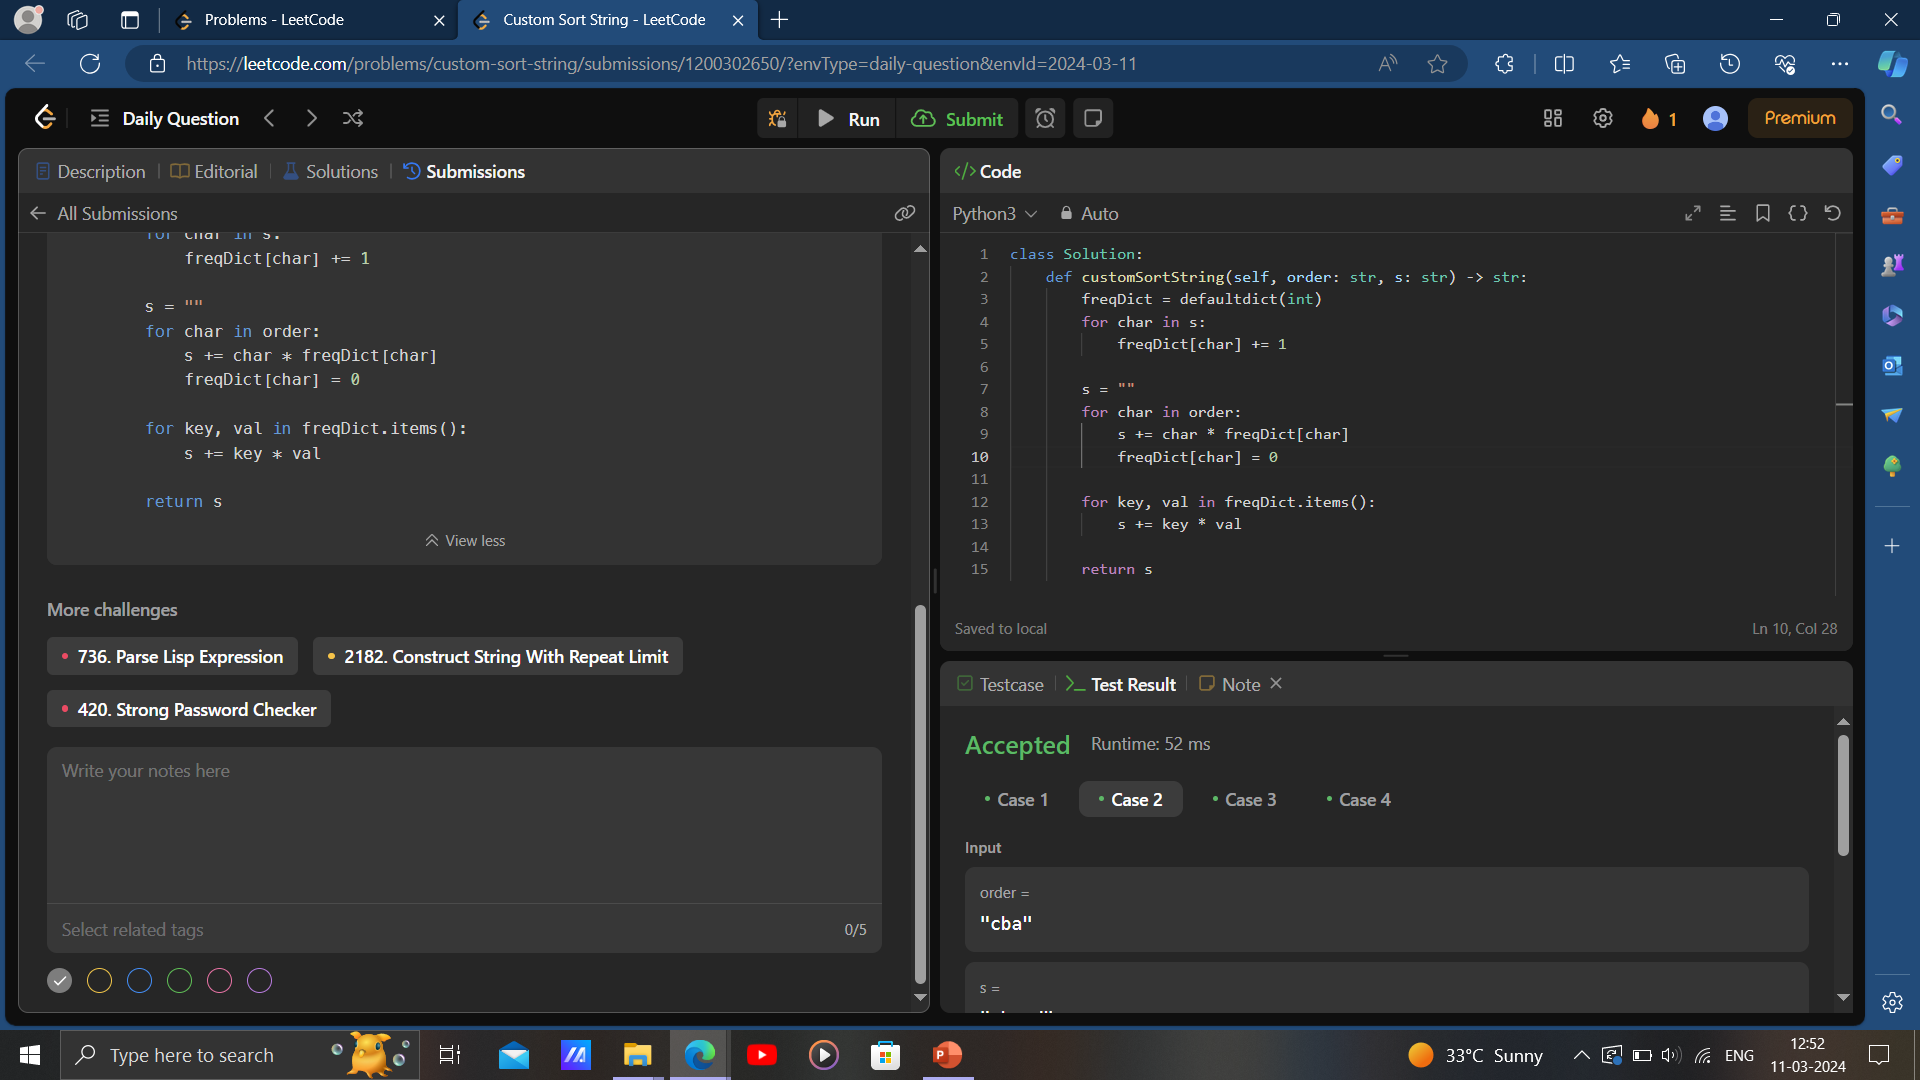 Problems - LeetCode
Custom Sort String - LeetCode
https://leetcode.com/problems/custom-sort-string/submissions/1200302650/?envType=daily-question&envId=2024-03-11
Daily Question
Run
Submit
1
Premium
Description
Editorial
Solutions
Submissions
All Submissions
for char in s:
freqDict[char] += 1
s = ""
for char in order:
s += char * freqDict[char]
freqDict[char] = 0
for key, val in freqDict.items():
s += key * val
return s
View less
More challenges
736. Parse Lisp Expression
2182. Construct String With Repeat Limit
420. Strong Password Checker
Write your notes here
Select related tags
0/5
</> Code
Python3
Auto
1 class Solution:
2 def customSortString(self, order: str, s: str) -> str:
3 freqDict = defaultdict(int)
4 for char in s:
5 freqDict[char] += 1
6
7 s = ""
8 for char in order:
9 s += char * freqDict[char]
10 freqDict[char] = 0
11
12 for key, val in freqDict.items():
13 s += key * val
14
15 return s
Saved to local
Ln 10, Col 28
Testcase
Test Result
Note
Accepted
Runtime: 52 ms
Case 1
Case 2
Case 3
Case 4
Input
order =
"cba"
s =
Type here to search
33°C Sunny
ENG
12:52
11-03-2024